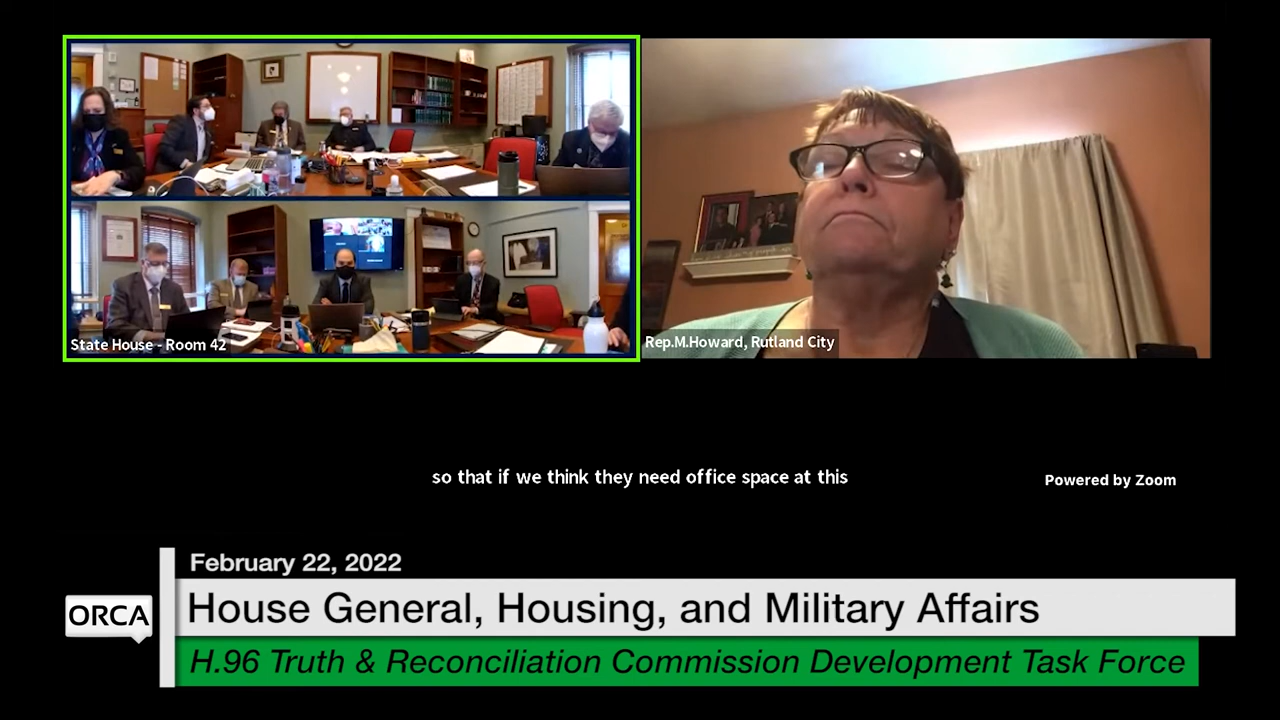 State House - Room 42
Rep.M.Howard, Rutland City
so that if we think they need office space at this
Powered by Zoom
February 22, 2022
ORCA
House General, Housing, and Military Affairs
H.96 Truth & Reconciliation Commission Development Task Force